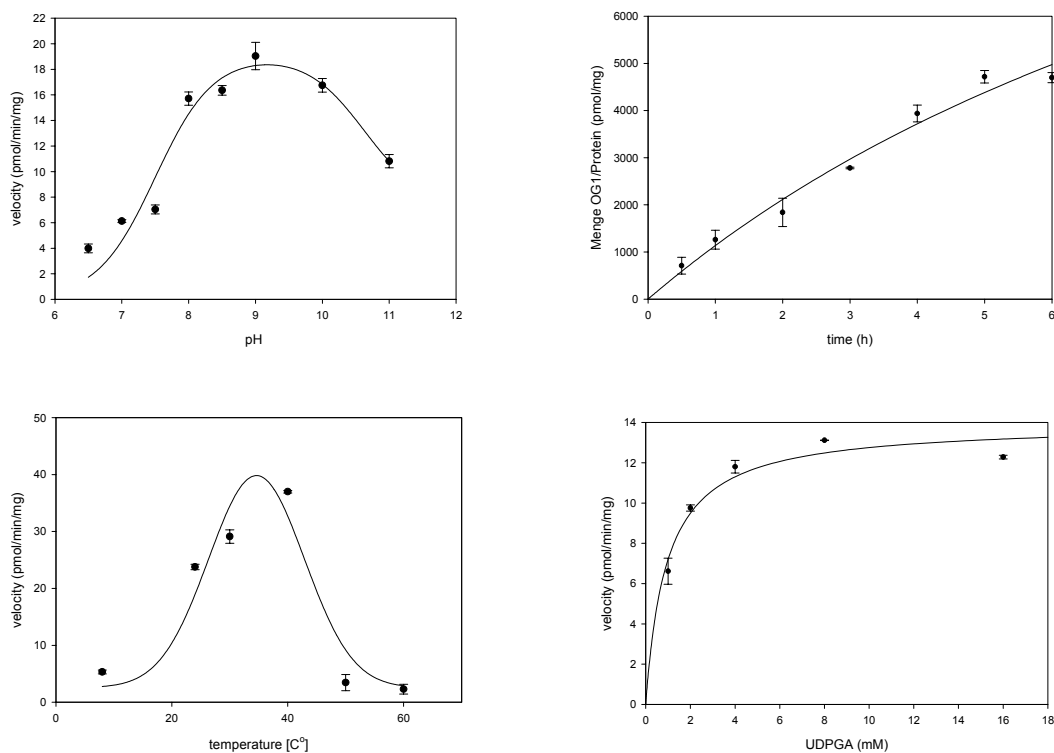 velocity (pmol/min/mg)
22
20
18
16
14
12
10
8
6
4
2
0
6 7 8 9 10 11 12
pH
Menge OG1/Protein (pmol/mg)
6000
5000
4000
3000
2000
1000
0
0 1 2 3 4 5 6
time (h)
velocity (pmol/min/mg)
50
40
30
20
10
0
0 20 40 60
temperature [C°]
velocity (pmol/min/mg)
14
12
10
8
6
4
2
0
0 2 4 6 8 10 12 14 16 18
UDPGA (mM)